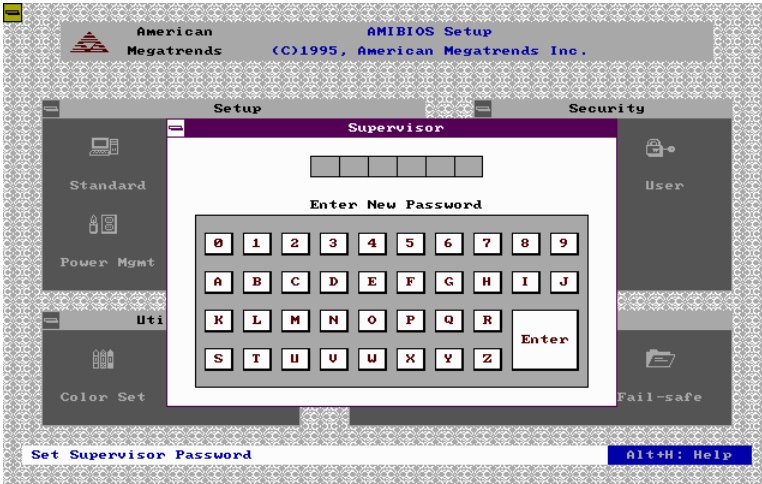 American
Megatrends
AMIBIOS Setup
(C)1995, American Megatrends Inc.
Setup
Security
Supervisor
Standard
User
Enter New Password
Power Mgmt
0 1 2 3 4 5 6 7 8 9
A B C D E F G H I J
K L M N O P Q R
Enter
S T U V W X Y Z
Uti
Color Set
Fail-safe
Set Supervisor Password
Alt+H: Help